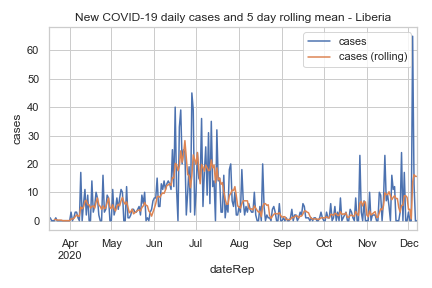 New COVID-19 daily cases and 5 day rolling mean - Liberia
cases
cases (rolling)
60
50
40
30
20
10
0
cases
Apr May Jun Jul Aug Sep Oct Nov Dec
2020
dateRep